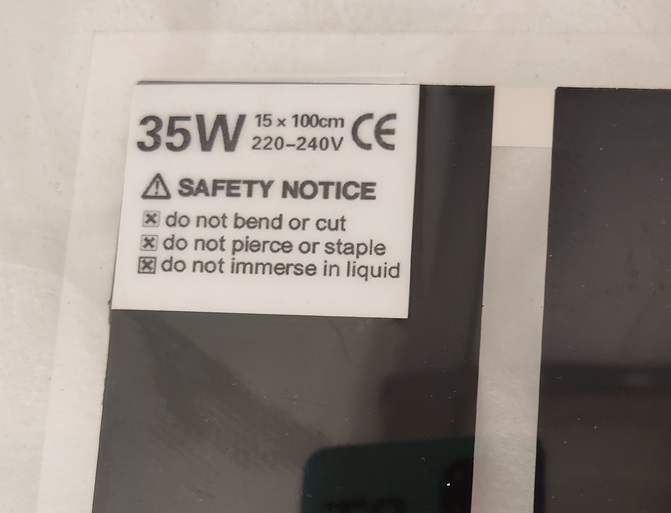 35W 15 x 100cm CE
220-240V
SAFETY NOTICE
do not bend or cut
do not pierce or staple
do not immerse in liquid